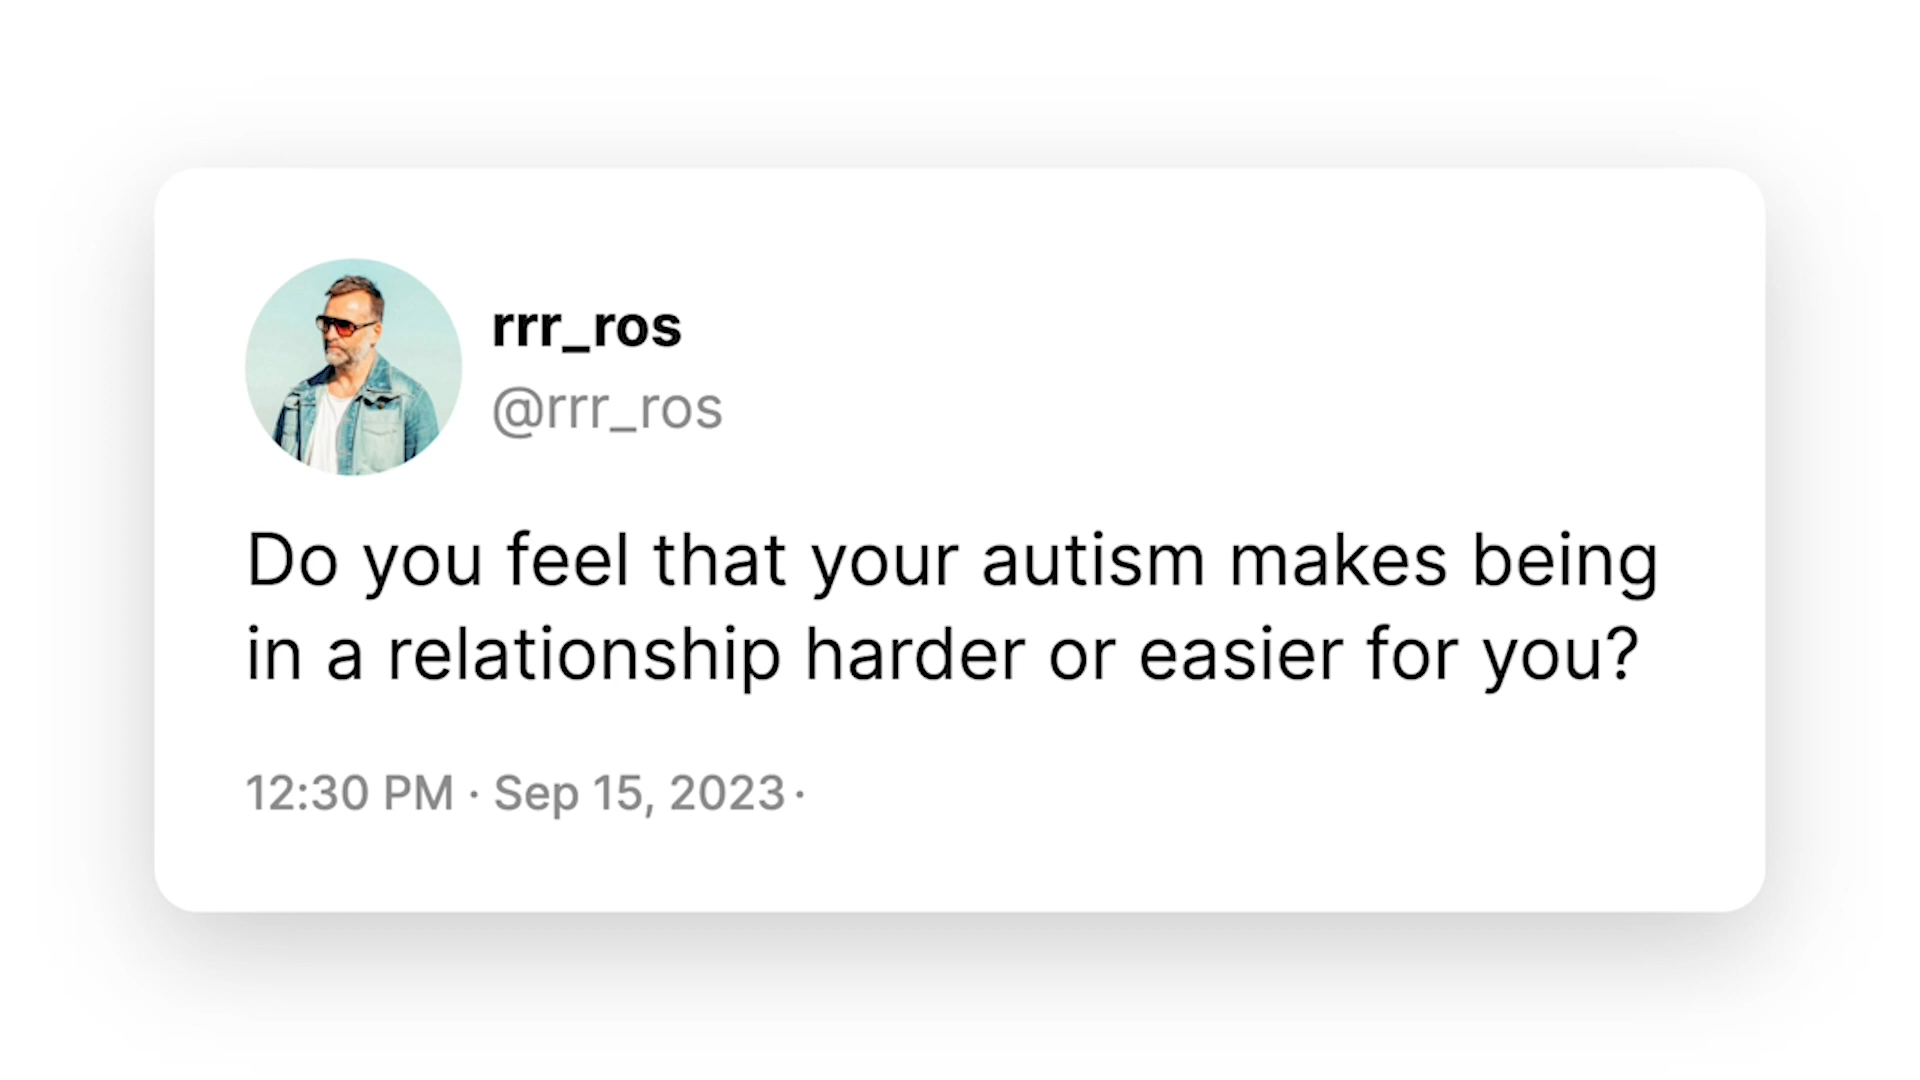 rrr_ros
@rrr_ros
Do you feel that your autism makes being
in a relationship harder or easier for you?
12:30 PM · Sep 15, 2023 ·